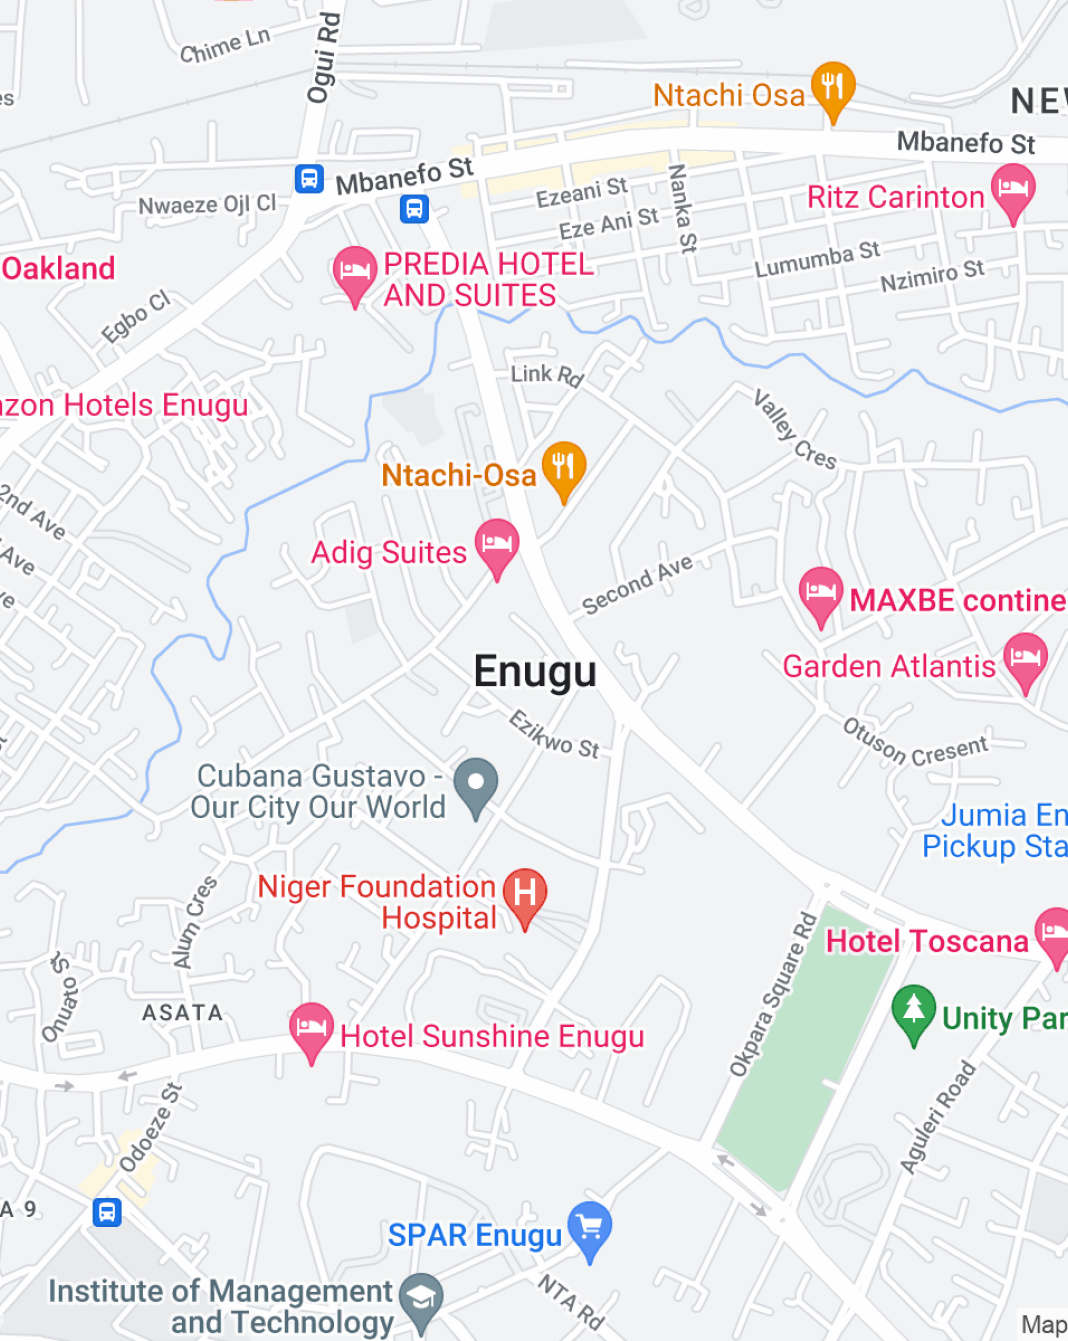 Chime Ln
Ogui Rd
Ntachi Osa
Mbanefo St
Mbanefo St
Nwaeze Ojl Cl
Ezeani St
Eze Ani St
Nanka St
Ritz Carinton
Lumumba St
Nzimiro St
Oakland
PREDIA HOTEL
AND SUITES
Egbo Cl
Link Rd
Hotels Enugu
Valley Cres
Ntachi-Osa
2nd Ave
Ave
Adig Suites
Second Ave
MAXBE contine
Garden Atlantis
Enugu
Ezikwo St
Otuson Cresent
Cubana Gustavo -
Our City Our World
Jumia En
Pickup Sta
Niger Foundation
Hospital
H
Alum Cres
Okpara Square Rd
Hotel Toscana
Onuato St
ASATA
Hotel Sunshine Enugu
Unity Par
Aguleri Road
Odoeze St
A 9
SPAR Enugu
Institute of Management
and Technology
NTA Rd
Map